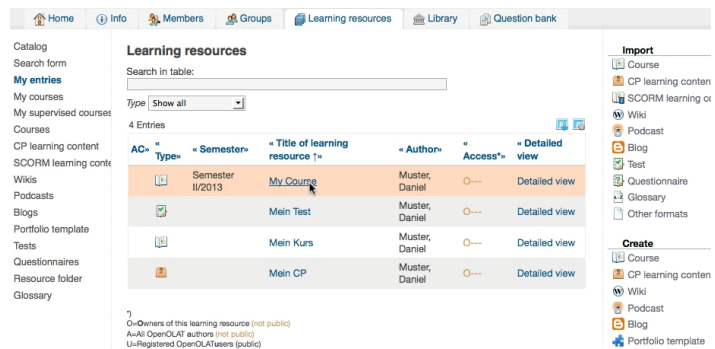 Home Info Members Groups Learning resources Library Question bank
Catalog
Search form
My entries
My courses
My supervised courses
Courses
CP learning content
SCORM learning conte
Wikis
Podcasts
Blogs
Portfolio template
Tests
Questionnaires
Resource folder
Glossary
Learning resources
Search in table:
Type Show all
4 Entries
AC» « Type» « Semester» « Title of learning resource ↑» « Author» « Access*» « Detailed view
Semester II/2013 My Course Muster, Daniel O--- Detailed view
Mein Test Muster, Daniel O--- Detailed view
Mein Kurs Muster, Daniel O--- Detailed view
Mein CP Muster, Daniel O--- Detailed view
*)
O=Owners of this learning resource (not public)
A=All OpenOLAT authors (not public)
U=Registered OpenOLATusers (public)
Import
Course
CP learning conten
SCORM learning co
Wiki
Podcast
Blog
Test
Questionnaire
Glossary
Other formats
Create
Course
CP learning conten
Wiki
Podcast
Blog
Portfolio template